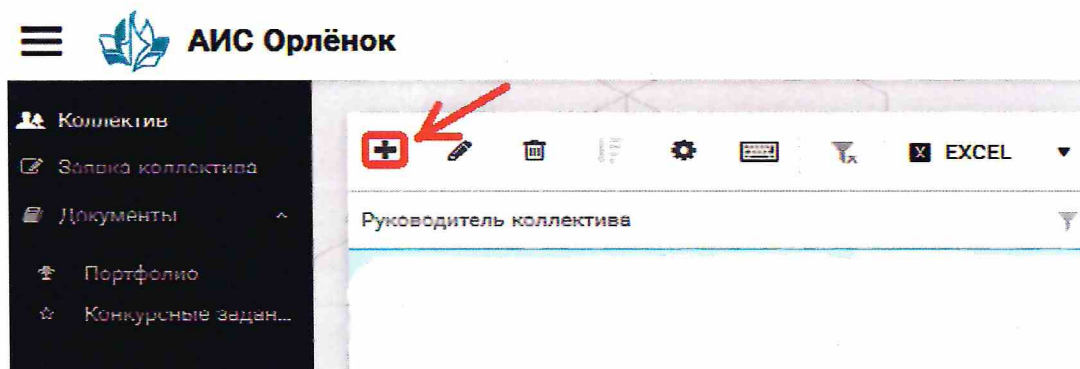 АИС Орлёнок
Коллектив
Заявка коллектива
Документы
Портфолио
Конкурсные задан...
EXCEL
Руководитель коллектива